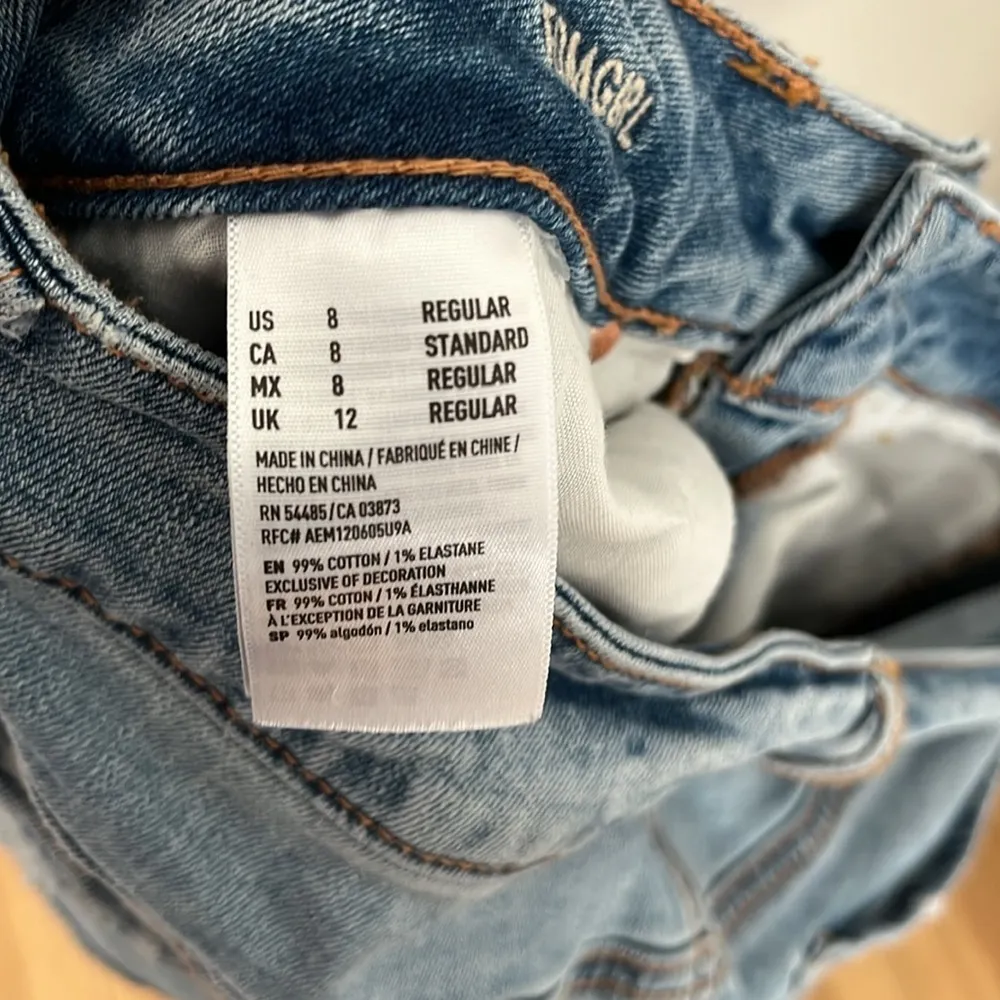 US 8 REGULAR
CA 8 STANDARD
MX 8 REGULAR
UK 12 REGULAR
MADE IN CHINA / FABRIQUÉ EN CHINE /
HECHO EN CHINA
RN 54485/CA 03873
RFC# AEM120605U9A
EN 99% COTTON / 1% ELASTANE
EXCLUSIVE OF DECORATION
FR 99% COTON / 1% ÉLASTHANNE
À L'EXCEPTION DE LA GARNITURE
SP 99% algodón / 1% elastano